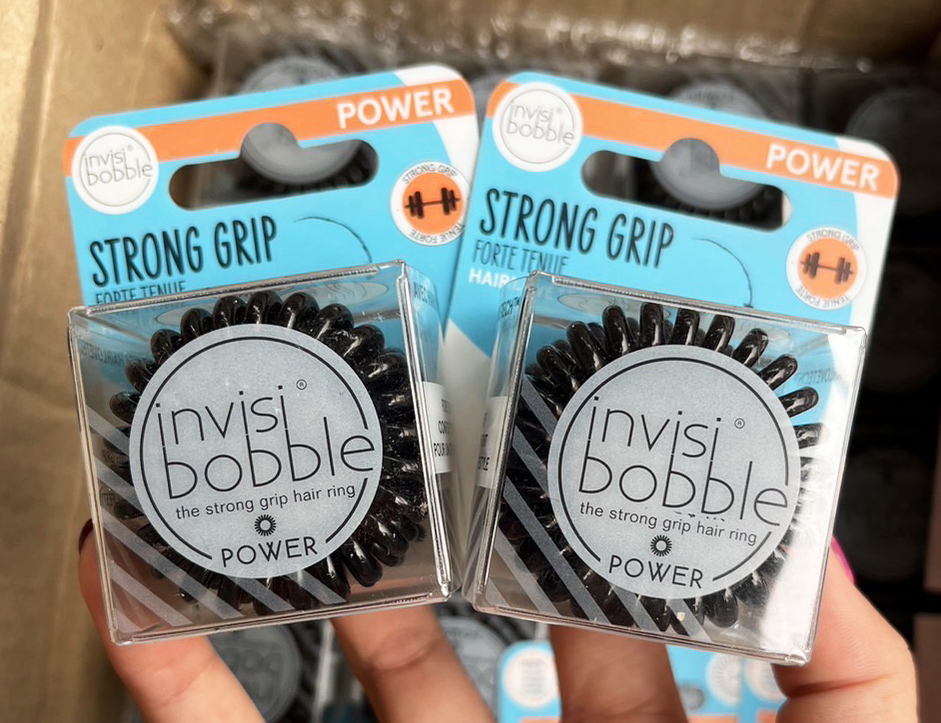 POWER
invisi®
bobble
STRONG GRIP
TENUE FORTE
STRONG GRIP
FORTE TENUE
invisi®
bobble
the strong grip hair ring
POWER
POWER
invisi®
bobble
STRONG GRIP
TENUE FORTE
STRONG GRIP
FORTE TENUE
invisi®
bobble
the strong grip hair ring
POWER